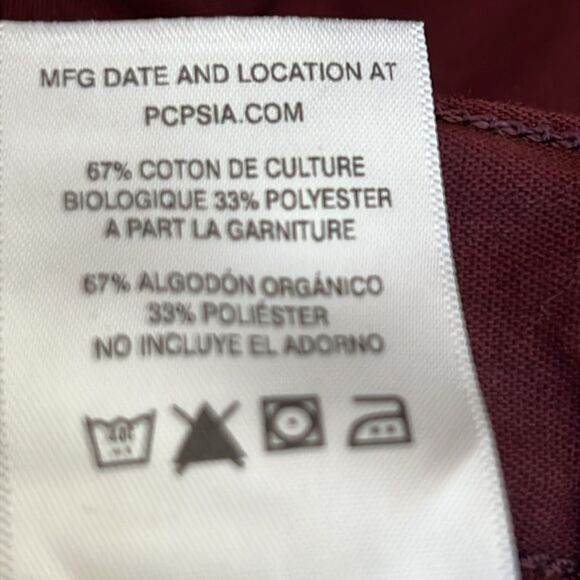 MFG DATE AND LOCATION AT
PCPSIA.COM
67% COTON DE CULTURE
BIOLOGIQUE 33% POLYESTER
A PART LA GARNITURE
67% ALGODÓN ORGÁNICO
33% POLIÉSTER
NO INCLUYE EL ADORNO